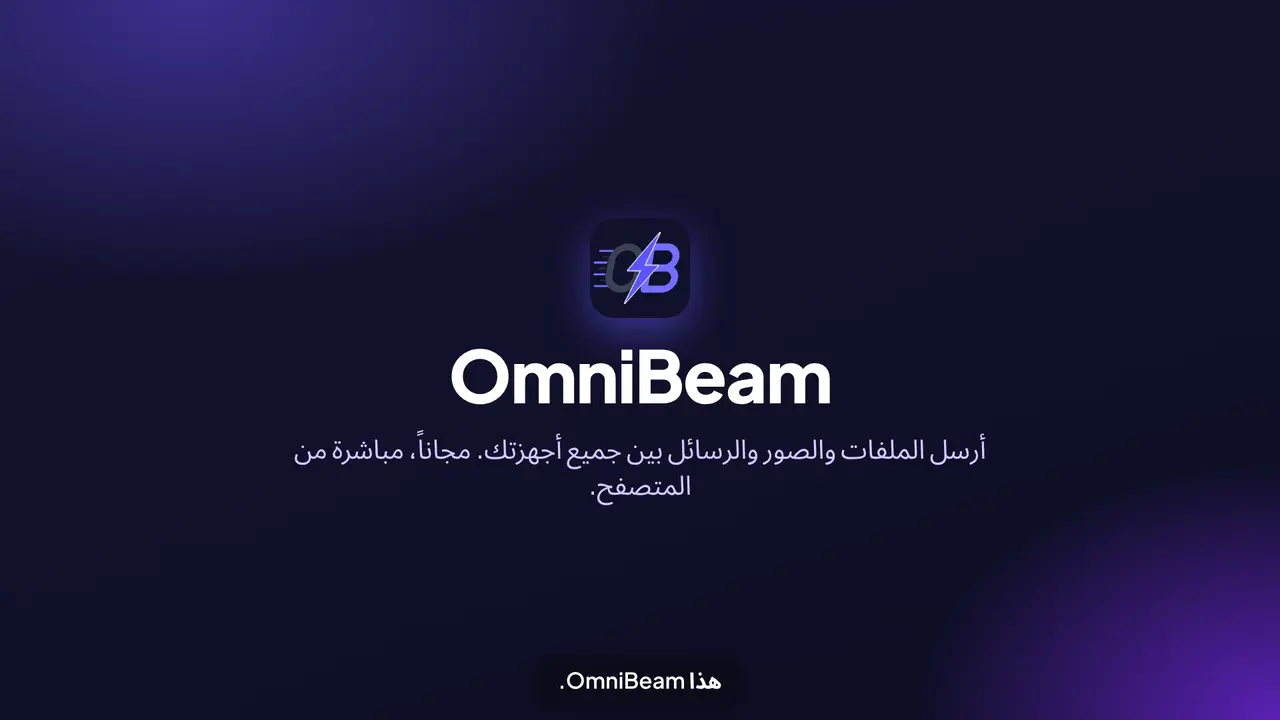 OB
OmniBeam
أرسل الملفات والصور والرسائل بين جميع أجهزتك. مجاناً، مباشرة من
المتصفح.
هذا OmniBeam.